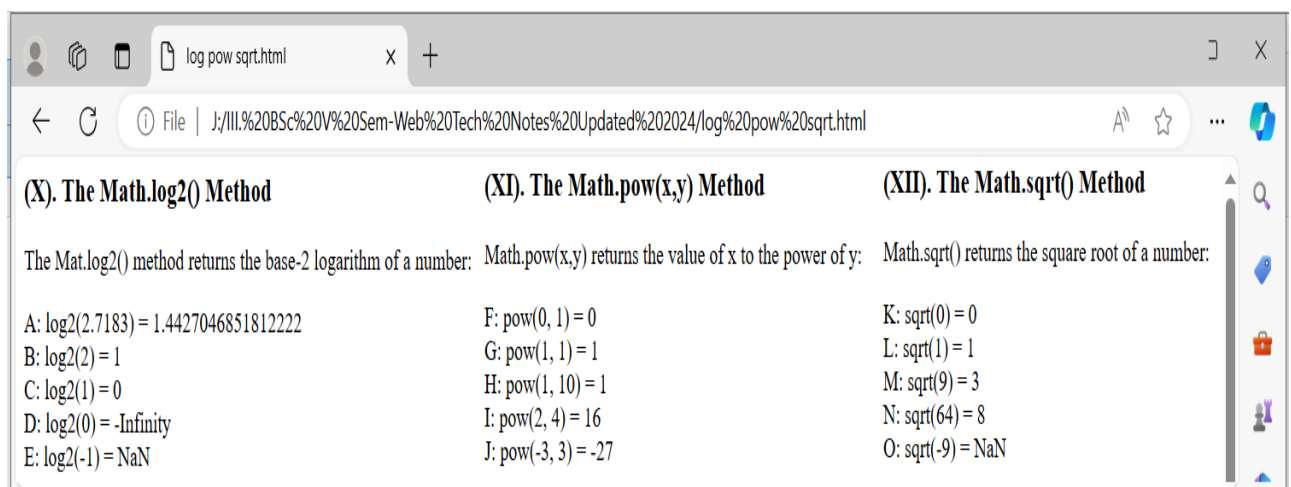 log pow sqrt.html
File | J:/III.%20BSc%20V%20Sem-Web%20Tech%20Notes%20Updated%202024/log%20pow%20sqrt.html
(X). The Math.log2() Method
The Mat.log2() method returns the base-2 logarithm of a number:
A: log2(2.7183) = 1.4427046851812222
B: log2(2) = 1
C: log2(1) = 0
D: log2(0) = -Infinity
E: log2(-1) = NaN
(XI). The Math.pow(x,y) Method
Math.pow(x,y) returns the value of x to the power of y:
F: pow(0, 1) = 0
G: pow(1, 1) = 1
H: pow(1, 10) = 1
I: pow(2, 4) = 16
J: pow(-3, 3) = -27
(XII). The Math.sqrt() Method
Math.sqrt() returns the square root of a number:
K: sqrt(0) = 0
L: sqrt(1) = 1
M: sqrt(9) = 3
N: sqrt(64) = 8
O: sqrt(-9) = NaN